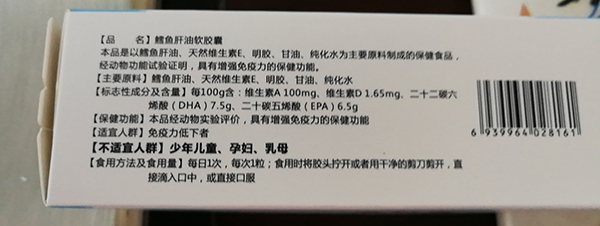 【品　　名】鳕鱼肝油软胶囊
本品是以鳕鱼肝油、天然维生素E、明胶、甘油、纯化水为主要原料制成的保健食品，
经动物功能试验证明，具有增强免疫力的保健功能。
【主要原料】鳕鱼肝油、天然维生素E、明胶、甘油、纯化水
【标志性成分及含量】每100g含：维生素A 100mg、维生素D 1.65mg、二十二碳六
烯酸（DHA）7.5g、二十碳五烯酸（EPA）6.5g
【保健功能】本品经动物实验评价，具有增强免疫力的保健功能
【适宜人群】免疫力低下者
【不适宜人群】少年儿童、孕妇、乳母
【食用方法及食用量】每日1次，每次1粒；食用时将胶头拧开或者用干净的剪刀剪开，直
接滴入口中，或直接口服
6 939964 028161